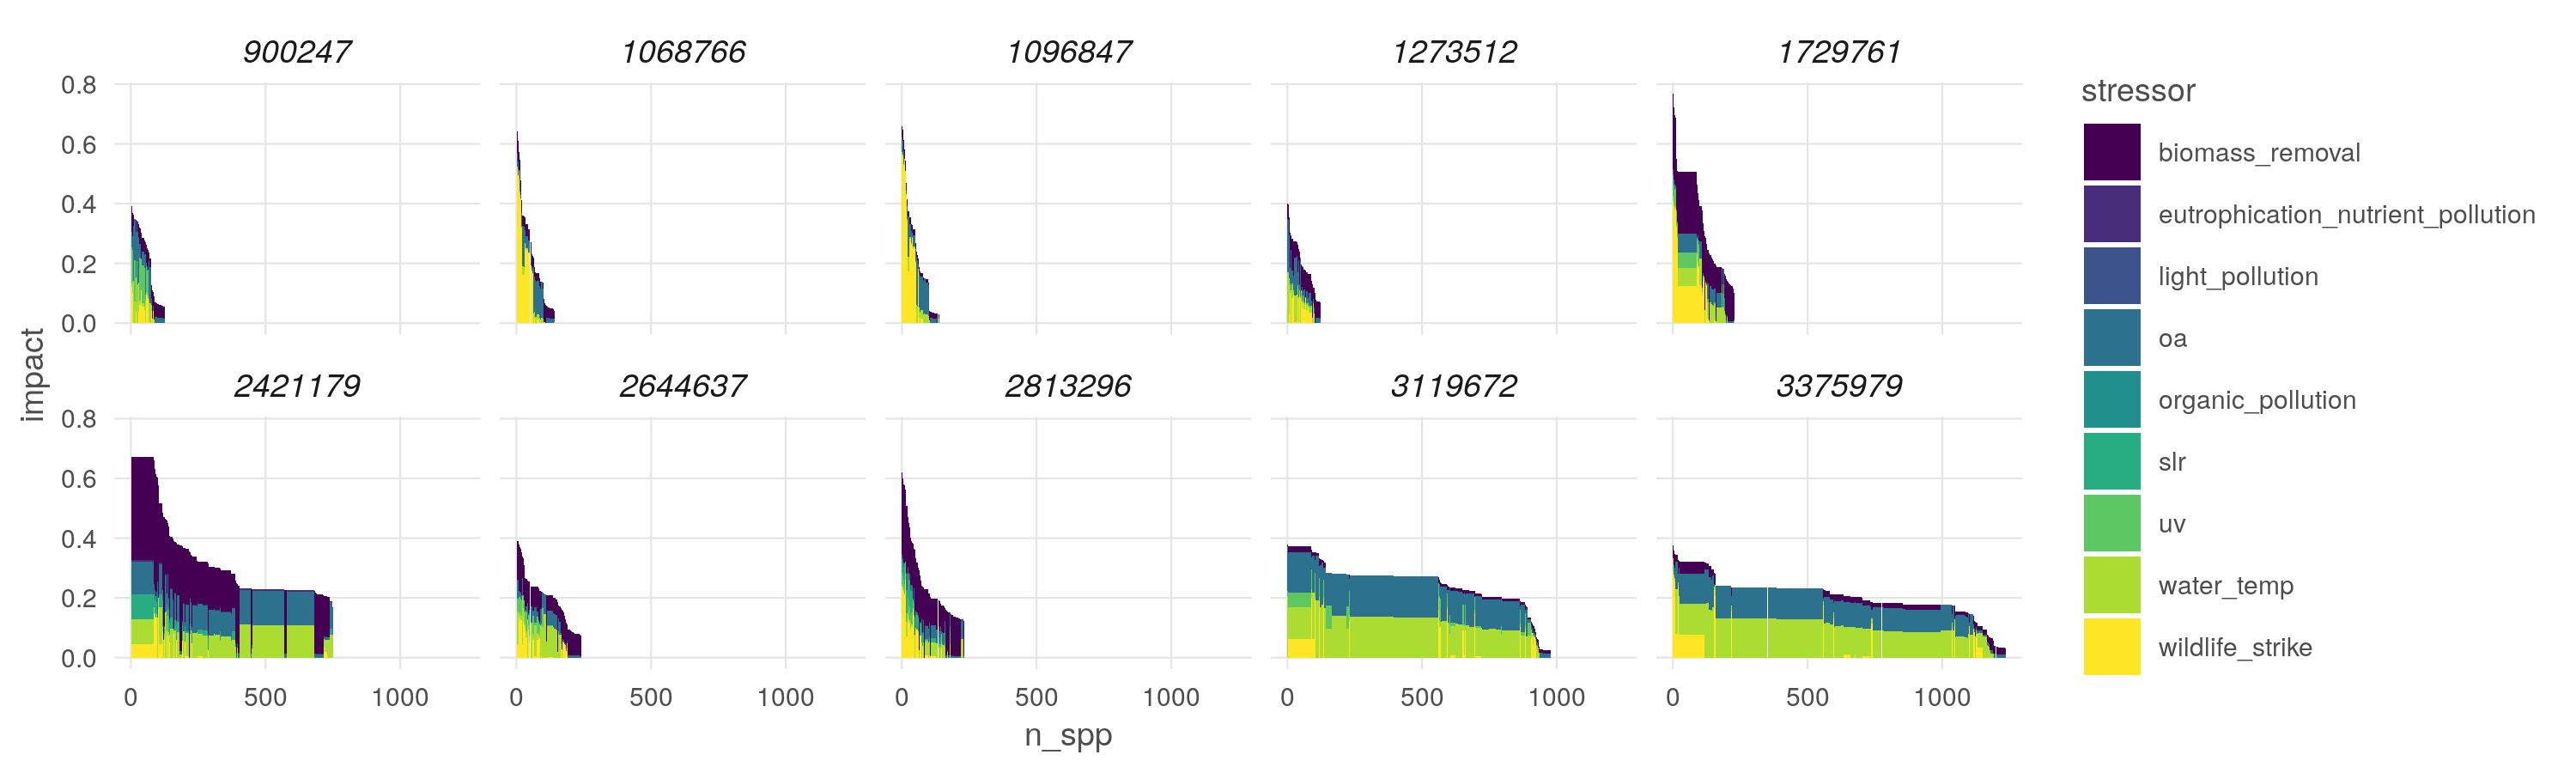 900247 1068766 1096847 1273512 1729761
0.8
0.6
0.4
0.2
0.0
2421179 2644637 2813296 3119672 3375979
0.8
0.6
0.4
0.2
0.0
impact
0 500 1000 0 500 1000 0 500 1000 0 500 1000 0 500 1000
n_spp
stressor
biomass_removal
eutrophication_nutrient_pollution
light_pollution
oa
organic_pollution
slr
uv
water_temp
wildlife_strike